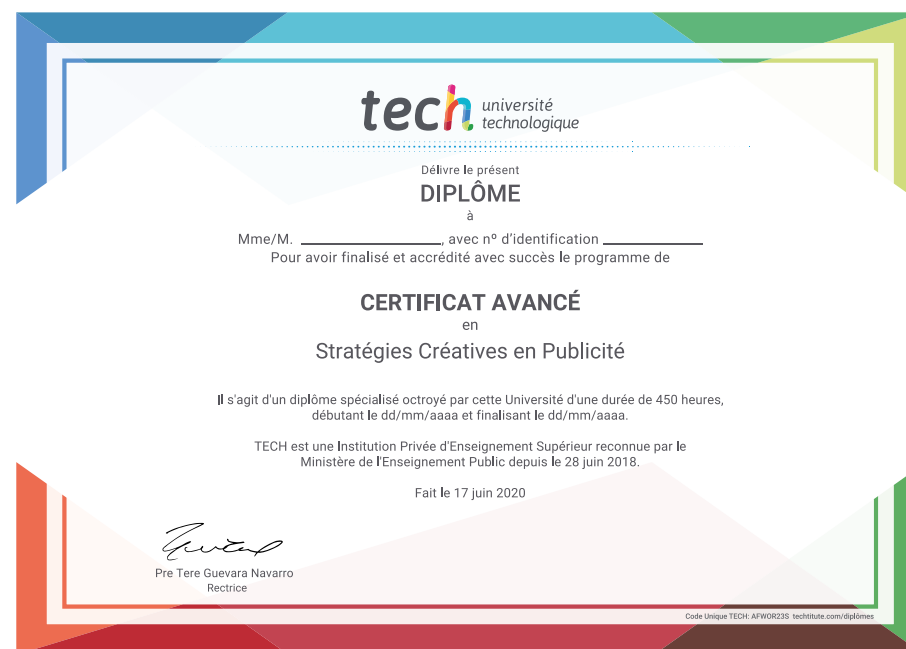 tech université
technologique
Délivre le présent
DIPLÔME
à
Mme/M. ____________________, avec nº d'identification ______________
Pour avoir finalisé et accrédité avec succès le programme de
CERTIFICAT AVANCÉ
en
Stratégies Créatives en Publicité
Il s'agit d'un diplôme spécialisé octroyé par cette Université d'une durée de 450 heures,
débutant le dd/mm/aaaa et finalisant le dd/mm/aaaa.
TECH est une Institution Privée d'Enseignement Supérieur reconnue par le
Ministère de l'Enseignement Public depuis le 28 juin 2018.
Fait le 17 juin 2020
Pre Tere Guevara Navarro
Rectrice
Code Unique TECH: AFWOR23S techtitute.com/diplômes